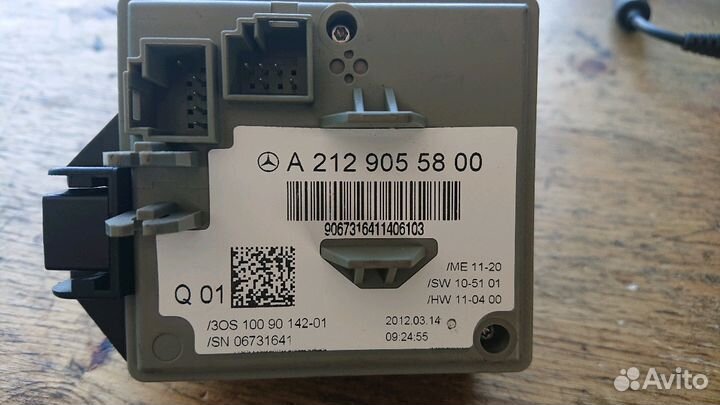 A 212 905 58 00
9067316411406103
/ME 11-20
/SW 10-51 01
/HW 11-04 00
Q 01
/3OS 100 90 142-01
/SN 06731641
2012.03.14
09:24:55
Avito